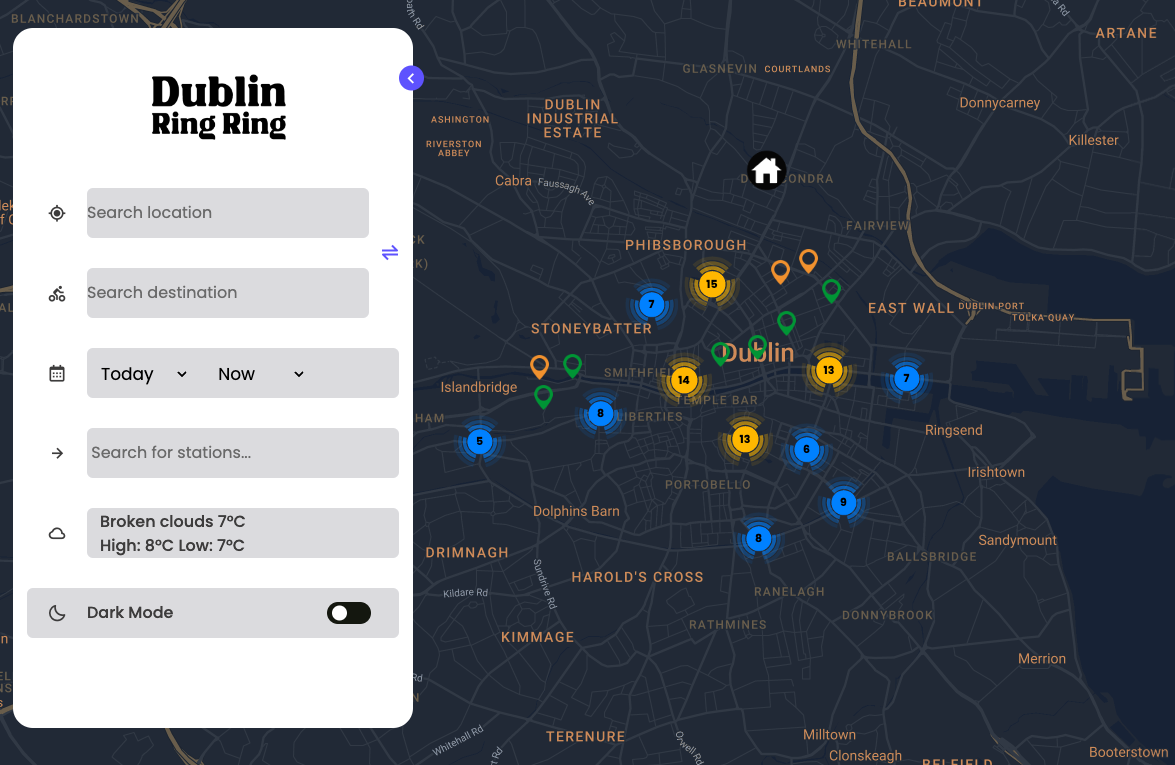 Dublin
Ring Ring
Search location
Search destination
Today
Now
Search for stations...
Broken clouds 7°C
High: 8°C Low: 7°C
Dark Mode
BLANCHARDSTOWN
BEAUMONT
ARTANE
WHITEHALL
GLASNEVIN
COURTLANDS
Donnycarney
DUBLIN
INDUSTRIAL
ESTATE
ASHINGTON
RIVERSTON
ABBEY
Killester
Cabra
Faussagh Ave
FAIRVIEW
PHIBSBOROUGH
15
7
EAST WALL
DUBLIN PORT
TOLKA QUAY
STONEYBATTER
Dublin
13
7
14
Islandbridge
TEMPLE BAR
8
LIBERTIES
5
13
6
Ringsend
Irishtown
PORTOBELLO
9
Dolphins Barn
8
Sandymount
DRIMNAGH
BALLSBRIDGE
HAROLD'S CROSS
Sundrive Rd
Kildare Rd
RANELAGH
DONNYBROOK
RATHMINES
KIMMAGE
Merrion
Whitehall Rd
TERENURE
Orwell Rd
Milltown
Clonskeagh
Booterstown
BELFIELD